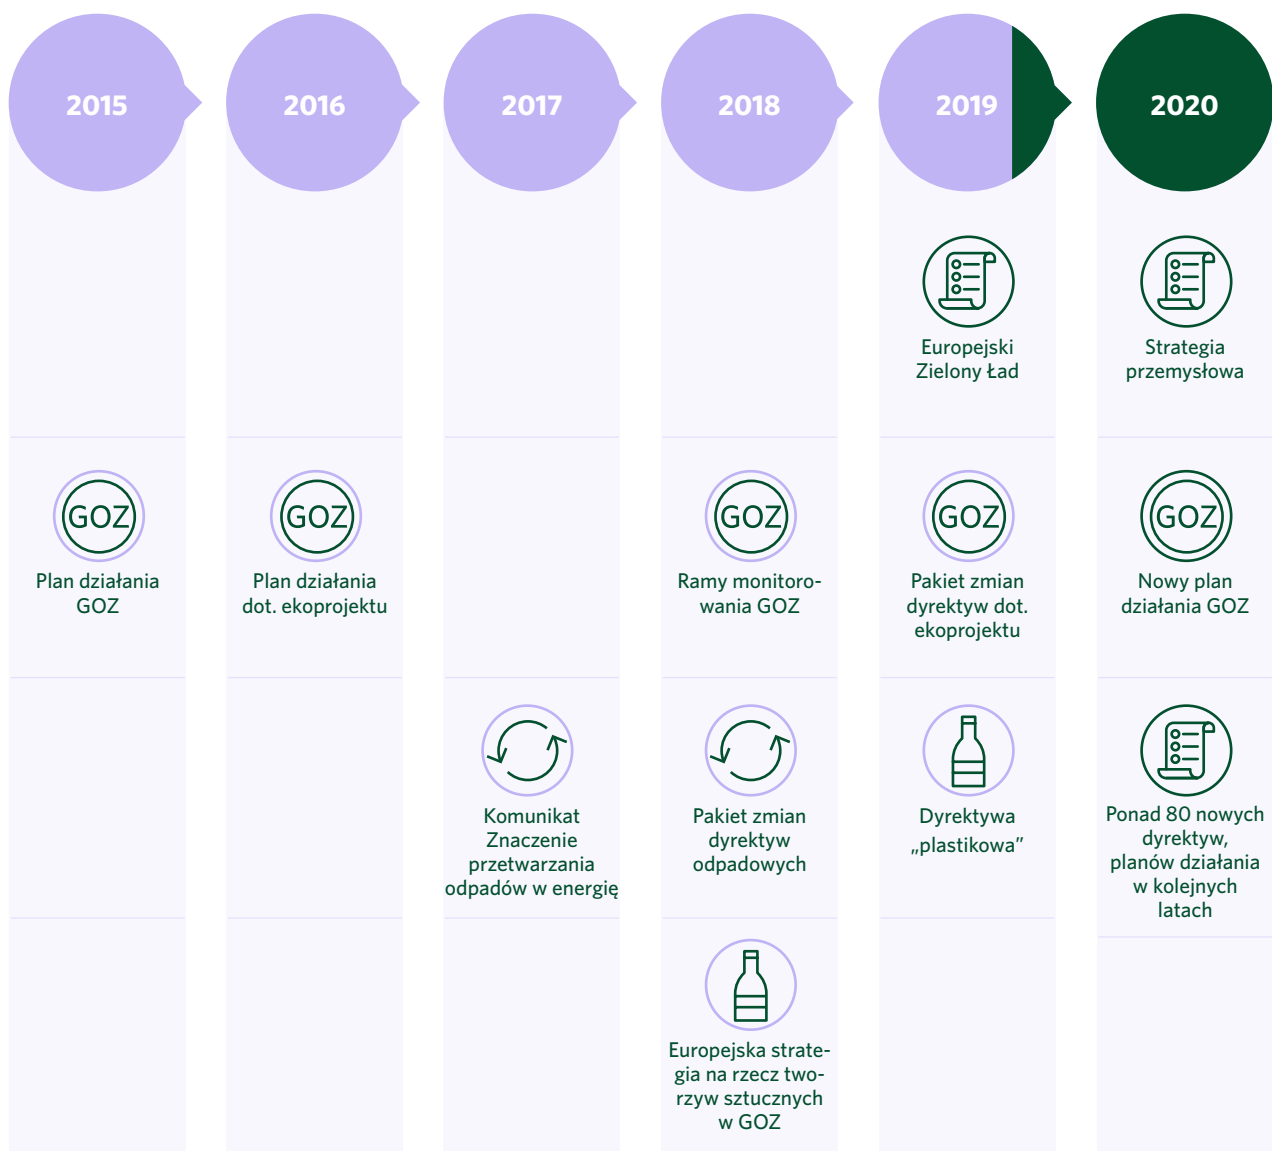 2015
2016
2017
2018
2019
2020
Europejski
Zielony Ład
Strategia
przemysłowa
GOZ
Plan działania
GOZ
GOZ
Plan działania
dot. ekoprojektu
GOZ
Ramy monitoro-
wania GOZ
GOZ
Pakiet zmian
dyrektyw dot.
ekoprojektu
GOZ
Nowy plan
działania GOZ
Komunikat
Znaczenie
przetwarzania
odpadów w energię
Pakiet zmian
dyrektyw
odpadowych
Dyrektywa
„plastikowa”
Ponad 80 nowych
dyrektyw,
planów działania
w kolejnych
latach
Europejska strate-
gia na rzecz two-
rzyw sztucznych
w GOZ